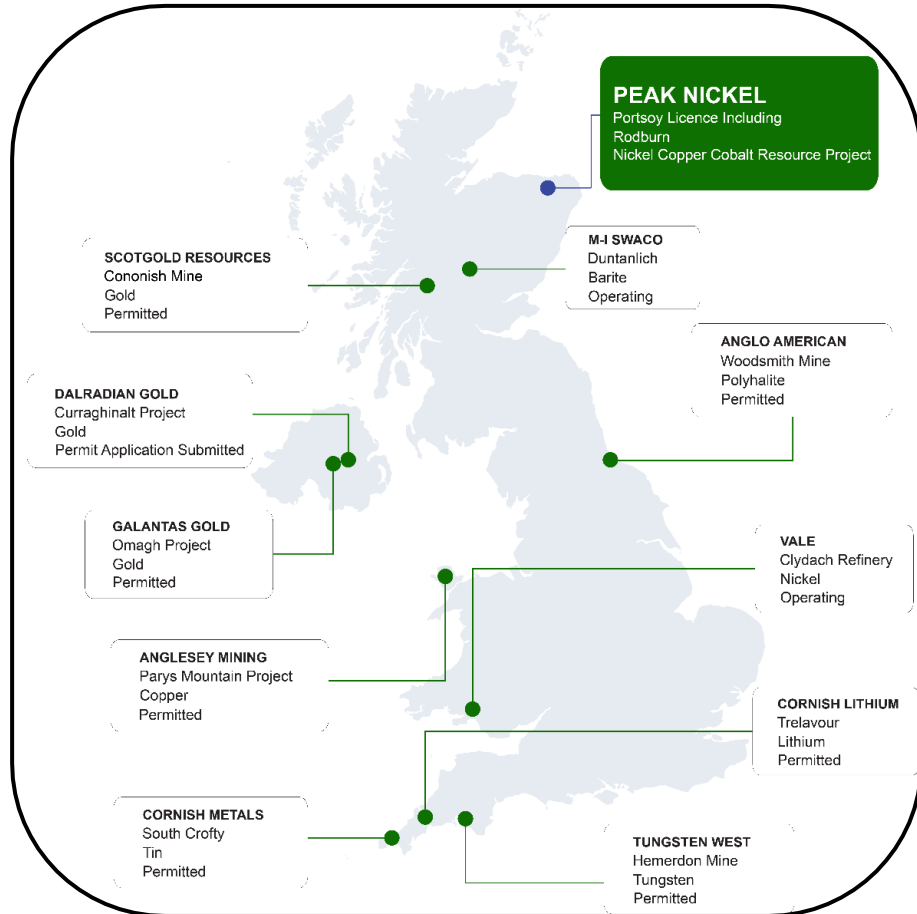 PEAK NICKEL
Portsoy Licence Including
Rodburn
Nickel Copper Cobalt Resource Project
M-I SWACO
Duntanlich
Barite
Operating
SCOTGOLD RESOURCES
Cononish Mine
Gold
Permitted
ANGLO AMERICAN
Woodsmith Mine
Polyhalite
Permitted
DALRADIAN GOLD
Curraghinalt Project
Gold
Permit Application Submitted
GALANTAS GOLD
Omagh Project
Gold
Permitted
VALE
Clydach Refinery
Nickel
Operating
ANGLESEY MINING
Parys Mountain Project
Copper
Permitted
CORNISH LITHIUM
Trelavour
Lithium
Permitted
CORNISH METALS
South Crofty
Tin
Permitted
TUNGSTEN WEST
Hemerdon Mine
Tungsten
Permitted